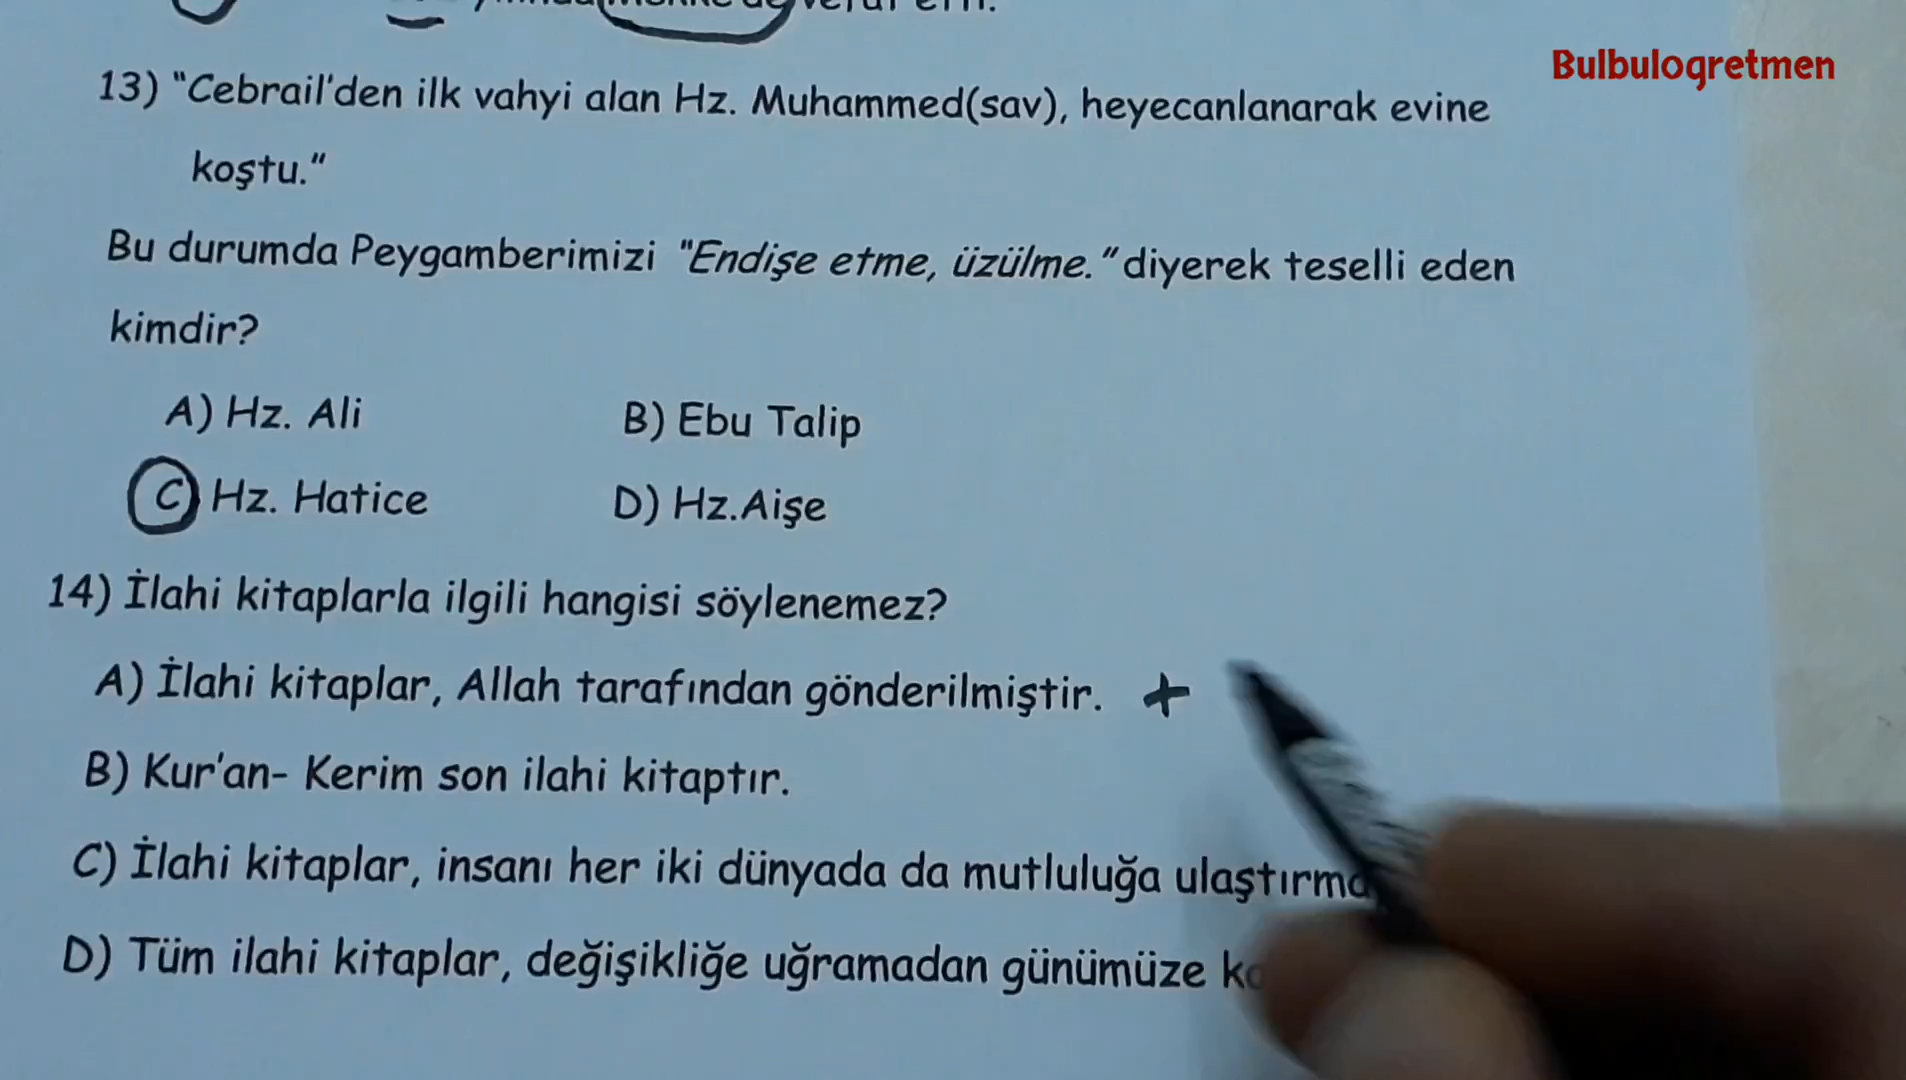 Bulbulogretmen
13) "Cebrail'den ilk vahyi alan Hz. Muhammed(sav), heyecanlanarak evine
koştu."
Bu durumda Peygamberimizi "Endişe etme, üzülme." diyerek teselli eden
kimdir?
A) Hz. Ali B) Ebu Talip
C) Hz. Hatice D) Hz.Aişe
14) İlahi kitaplarla ilgili hangisi söylenemez?
A) İlahi kitaplar, Allah tarafından gönderilmiştir. +
B) Kur'an- Kerim son ilahi kitaptır.
C) İlahi kitaplar, insanı her iki dünyada da mutluluğa
D) Tüm ilahi kitaplar, değişikliğe uğramadan günümüze